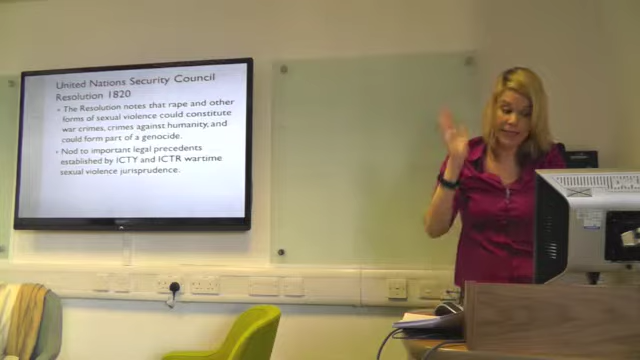 United Nations Security Council
Resolution 1820
• The Resolution notes that rape and other
forms of sexual violence could constitute
war crimes, crimes against humanity, and
could form part of a genocide.
• Nod to important legal precedents
established by ICTY and ICTR wartime
sexual violence jurisprudence.